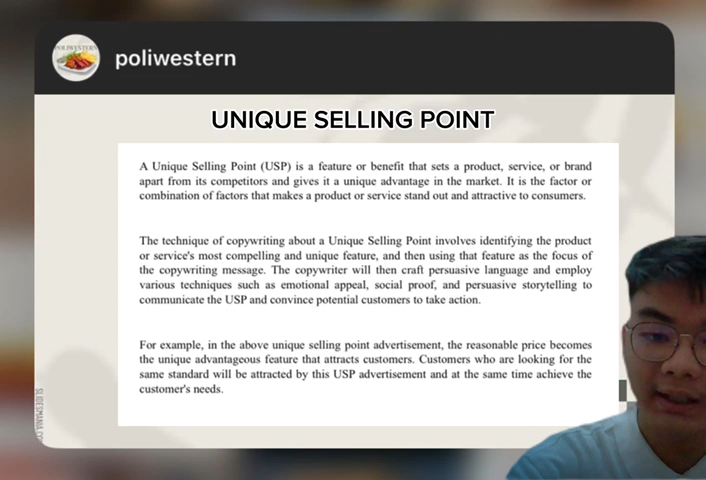 poliwestern
UNIQUE SELLING POINT
A Unique Selling Point (USP) is a feature or benefit that sets a product, service, or brand
apart from its competitors and gives it a unique advantage in the market. It is the factor or
combination of factors that makes a product or service stand out and attractive to consumers.
The technique of copywriting about a Unique Selling Point involves identifying the product
or service's most compelling and unique feature, and then using that feature as the focus of
the copywriting message. The copywriter will then craft persuasive language and employ
various techniques such as emotional appeal, social proof, and persuasive storytelling to
communicate the USP and convince potential customers to take action.
For example, in the above unique selling point advertisement, the reasonable price becomes
the unique advantageous feature that attracts customers. Customers who are looking for the
same standard will be attracted by this USP advertisement and at the same time achieve the
customer's needs.